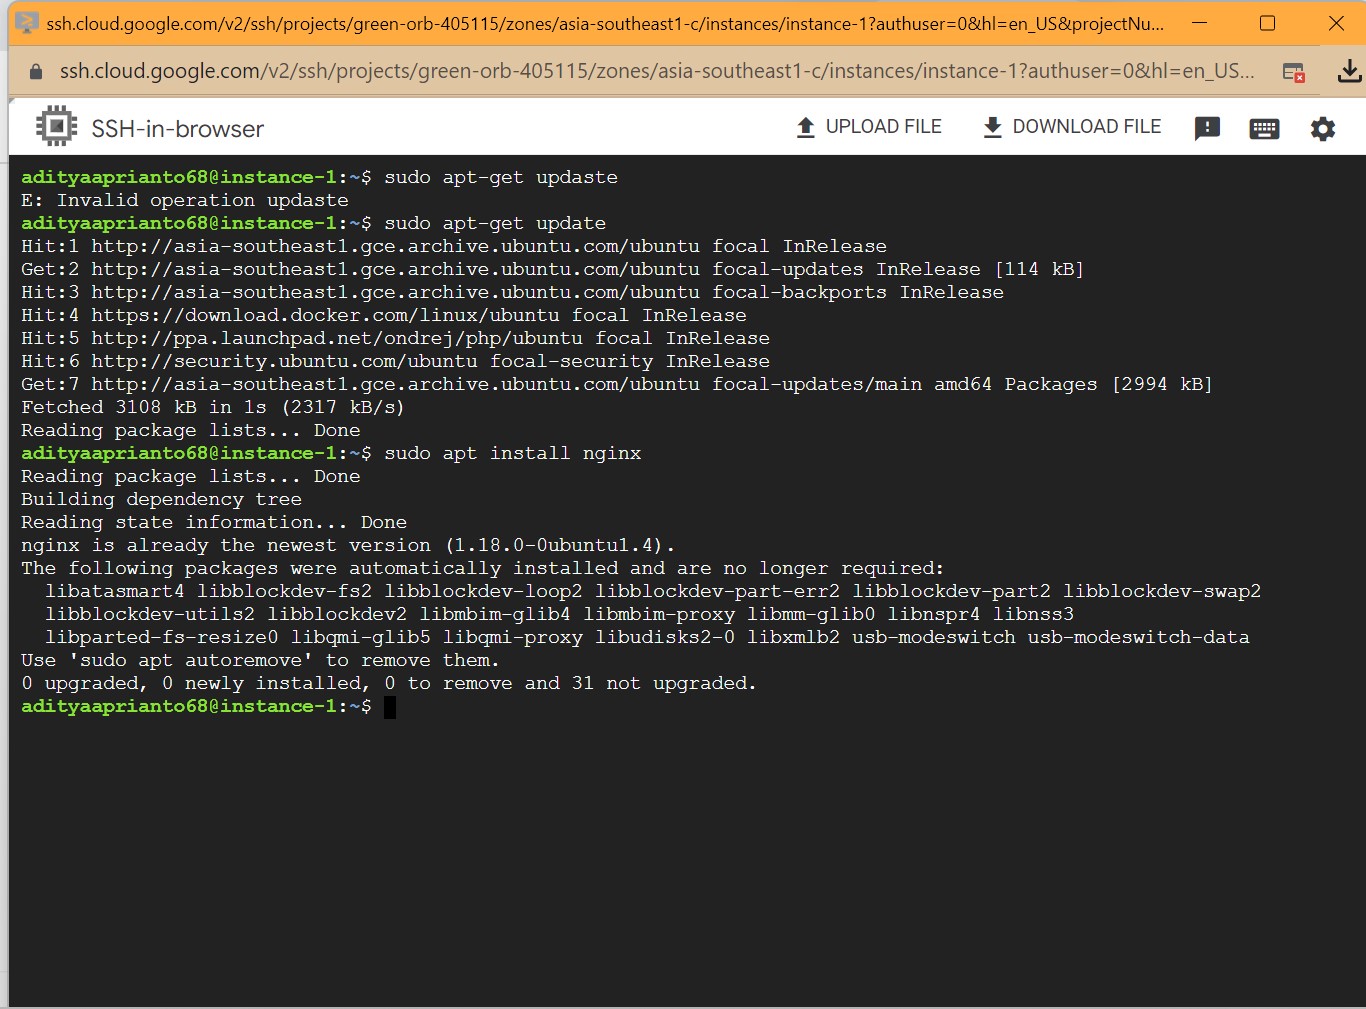 ssh.cloud.google.com/v2/ssh/projects/green-orb-405115/zones/asia-southeast1-c/instances/instance-1?authuser=0&hl=en_US&projectNu...
ssh.cloud.google.com/v2/ssh/projects/green-orb-405115/zones/asia-southeast1-c/instances/instance-1?authuser=0&hl=en_US...
SSH-in-browser UPLOAD FILE DOWNLOAD FILE
adityaaprianto68@instance-1:~$ sudo apt-get updaste
E: Invalid operation updaste
adityaaprianto68@instance-1:~$ sudo apt-get update
Hit:1 http://asia-southeast1.gce.archive.ubuntu.com/ubuntu focal InRelease
Get:2 http://asia-southeast1.gce.archive.ubuntu.com/ubuntu focal-updates InRelease [114 kB]
Hit:3 http://asia-southeast1.gce.archive.ubuntu.com/ubuntu focal-backports InRelease
Hit:4 https://download.docker.com/linux/ubuntu focal InRelease
Hit:5 http://ppa.launchpad.net/ondrej/php/ubuntu focal InRelease
Hit:6 http://security.ubuntu.com/ubuntu focal-security InRelease
Get:7 http://asia-southeast1.gce.archive.ubuntu.com/ubuntu focal-updates/main amd64 Packages [2994 kB]
Fetched 3108 kB in 1s (2317 kB/s)
Reading package lists... Done
adityaaprianto68@instance-1:~$ sudo apt install nginx
Reading package lists... Done
Building dependency tree
Reading state information... Done
nginx is already the newest version (1.18.0-0ubuntu1.4).
The following packages were automatically installed and are no longer required:
  libatasmart4 libblockdev-fs2 libblockdev-loop2 libblockdev-part-err2 libblockdev-part2 libblockdev-swap2
  libblockdev-utils2 libblockdev2 libmbim-glib4 libmbim-proxy libmm-glib0 libnspr4 libnss3
  libparted-fs-resize0 libqmi-glib5 libqmi-proxy libudisks2-0 libxmlb2 usb-modeswitch usb-modeswitch-data
Use 'sudo apt autoremove' to remove them.
0 upgraded, 0 newly installed, 0 to remove and 31 not upgraded.
adityaaprianto68@instance-1:~$